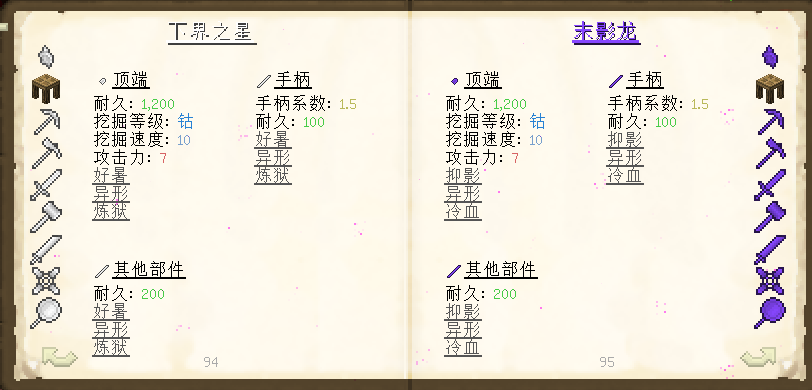 下界之星
顶端
耐久: 1,200
挖掘等级: 钴
挖掘速度: 10
攻击力: 7
好暑
异形
炼狱
手柄
手柄系数: 1.5
耐久: 100
好暑
异形
炼狱
其他部件
耐久: 200
好暑
异形
炼狱
94
末影龙
顶端
耐久: 1,200
挖掘等级: 钴
挖掘速度: 10
攻击力: 7
抑影
异形
冷血
手柄
手柄系数: 1.5
耐久: 100
抑影
异形
冷血
其他部件
耐久: 200
抑影
异形
冷血
95